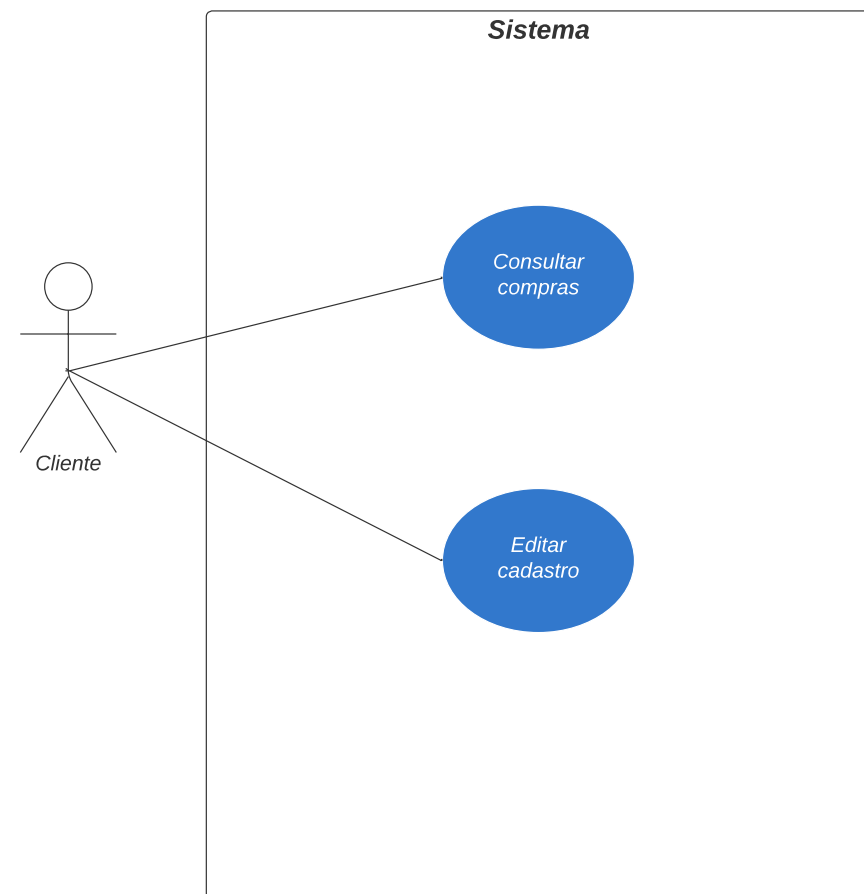 Sistema
Consultar
compras
Cliente
Editar
cadastro